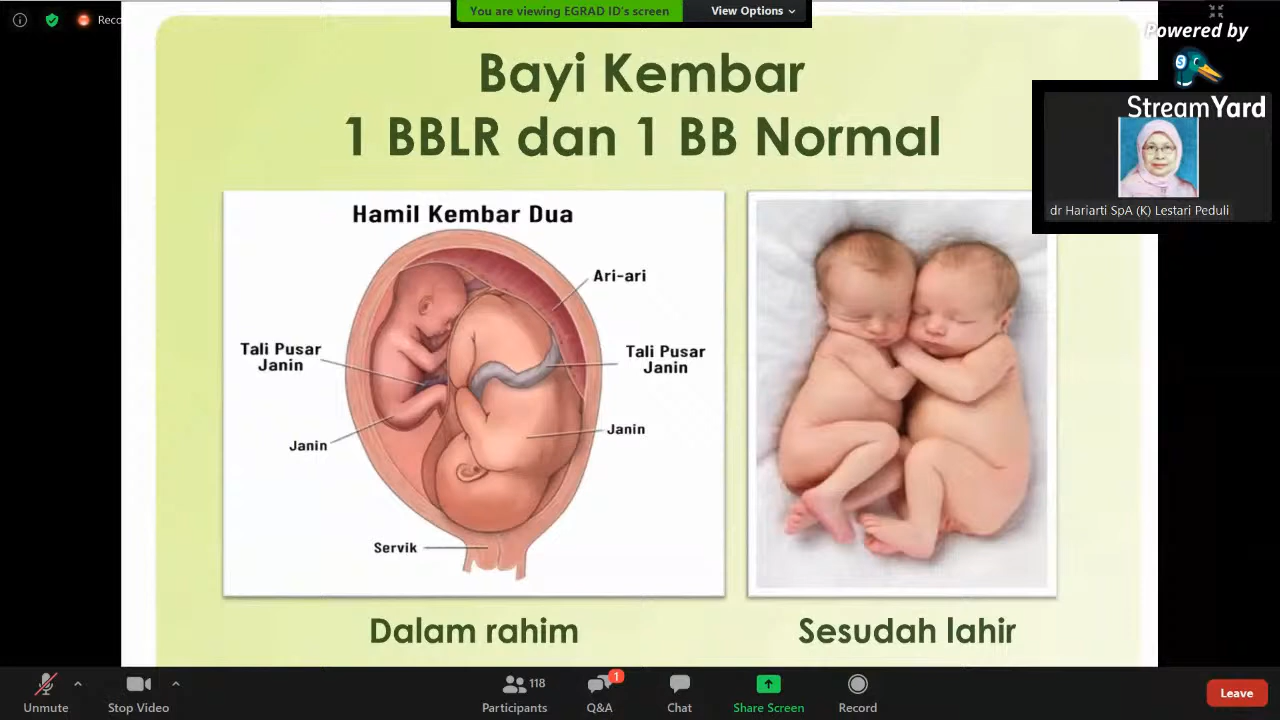 You are viewing EGRAD ID's screen
View Options
Reco
Powered by
StreamYard
dr Hariarti SpA (K) Lestari Peduli
Bayi Kembar
1 BBLR dan 1 BB Normal
Hamil Kembar Dua
Ari-ari
Tali Pusar
Janin
Tali Pusar
Janin
Janin
Janin
Servik
Dalam rahim
Sesudah lahir
Unmute
Stop Video
118
Participants
1
Q&A
Chat
Share Screen
Record
Leave